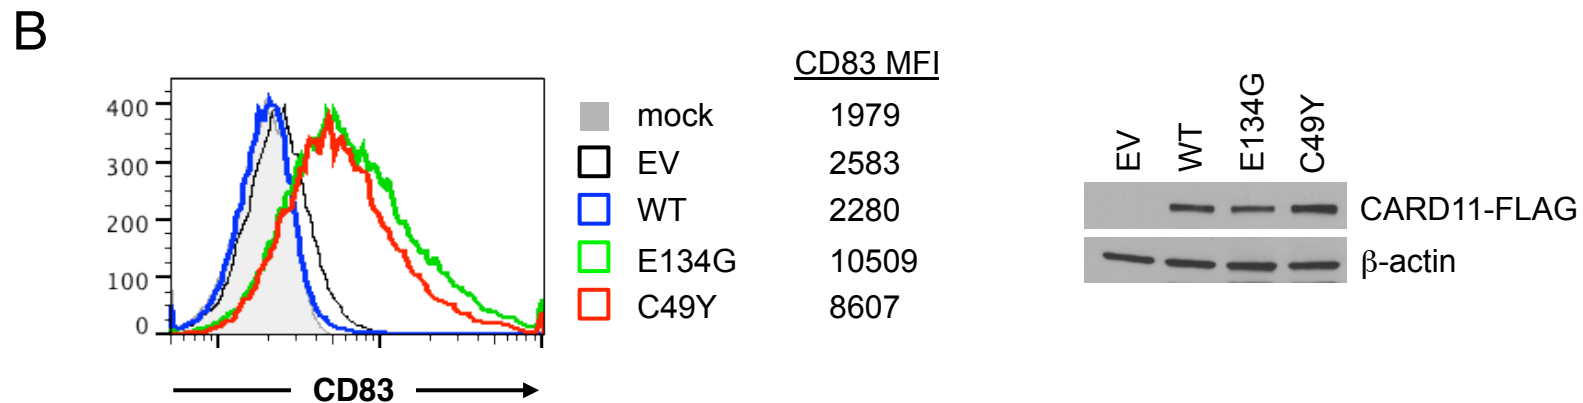 B
400
300
200
100
0
CD83
CD83 MFI
mock 1979
EV 2583
WT 2280
E134G 10509
C49Y 8607
EV
WT
E134G
C49Y
CARD11-FLAG
β-actin